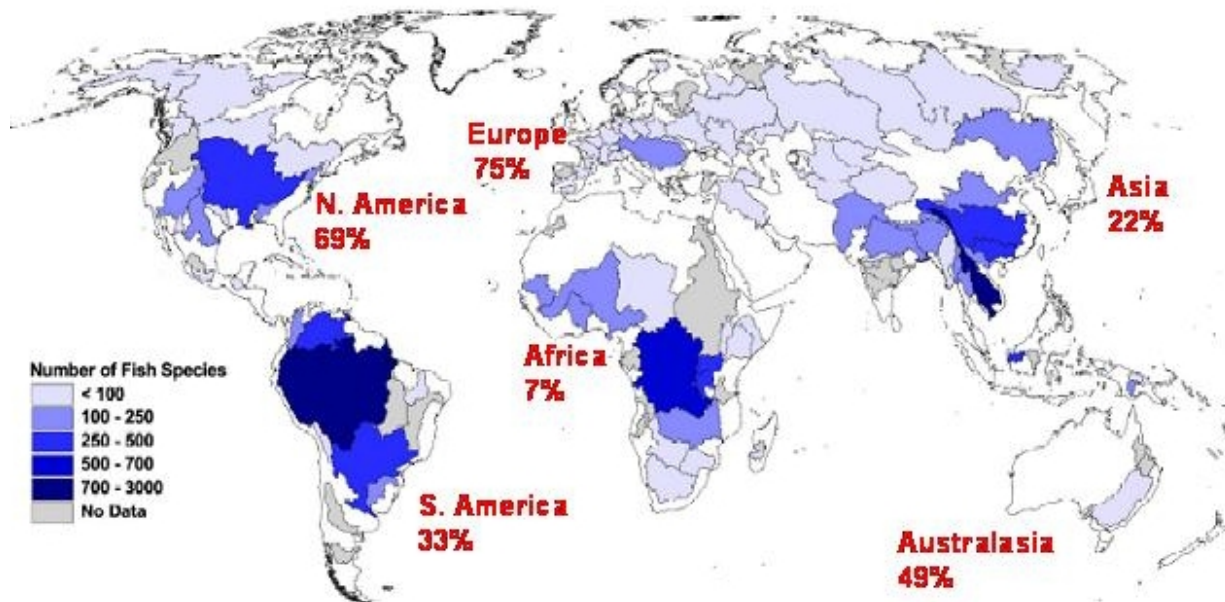 Europe
75%
Asia
22%
N. America
69%
Africa
7%
Number of Fish Species
< 100
100 - 250
250 - 500
500 - 700
700 - 3000
No Data
S. America
33%
Australasia
49%